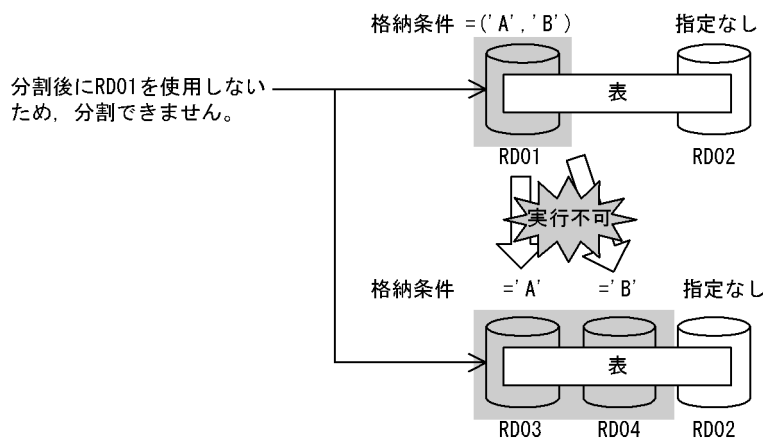 格納条件 =('A','B') 指定なし
分割後にRD01を使用しない
ため，分割できません。
表
RD01 RD02
実行不可
格納条件 ='A' ='B' 指定なし
表
RD03 RD04 RD02